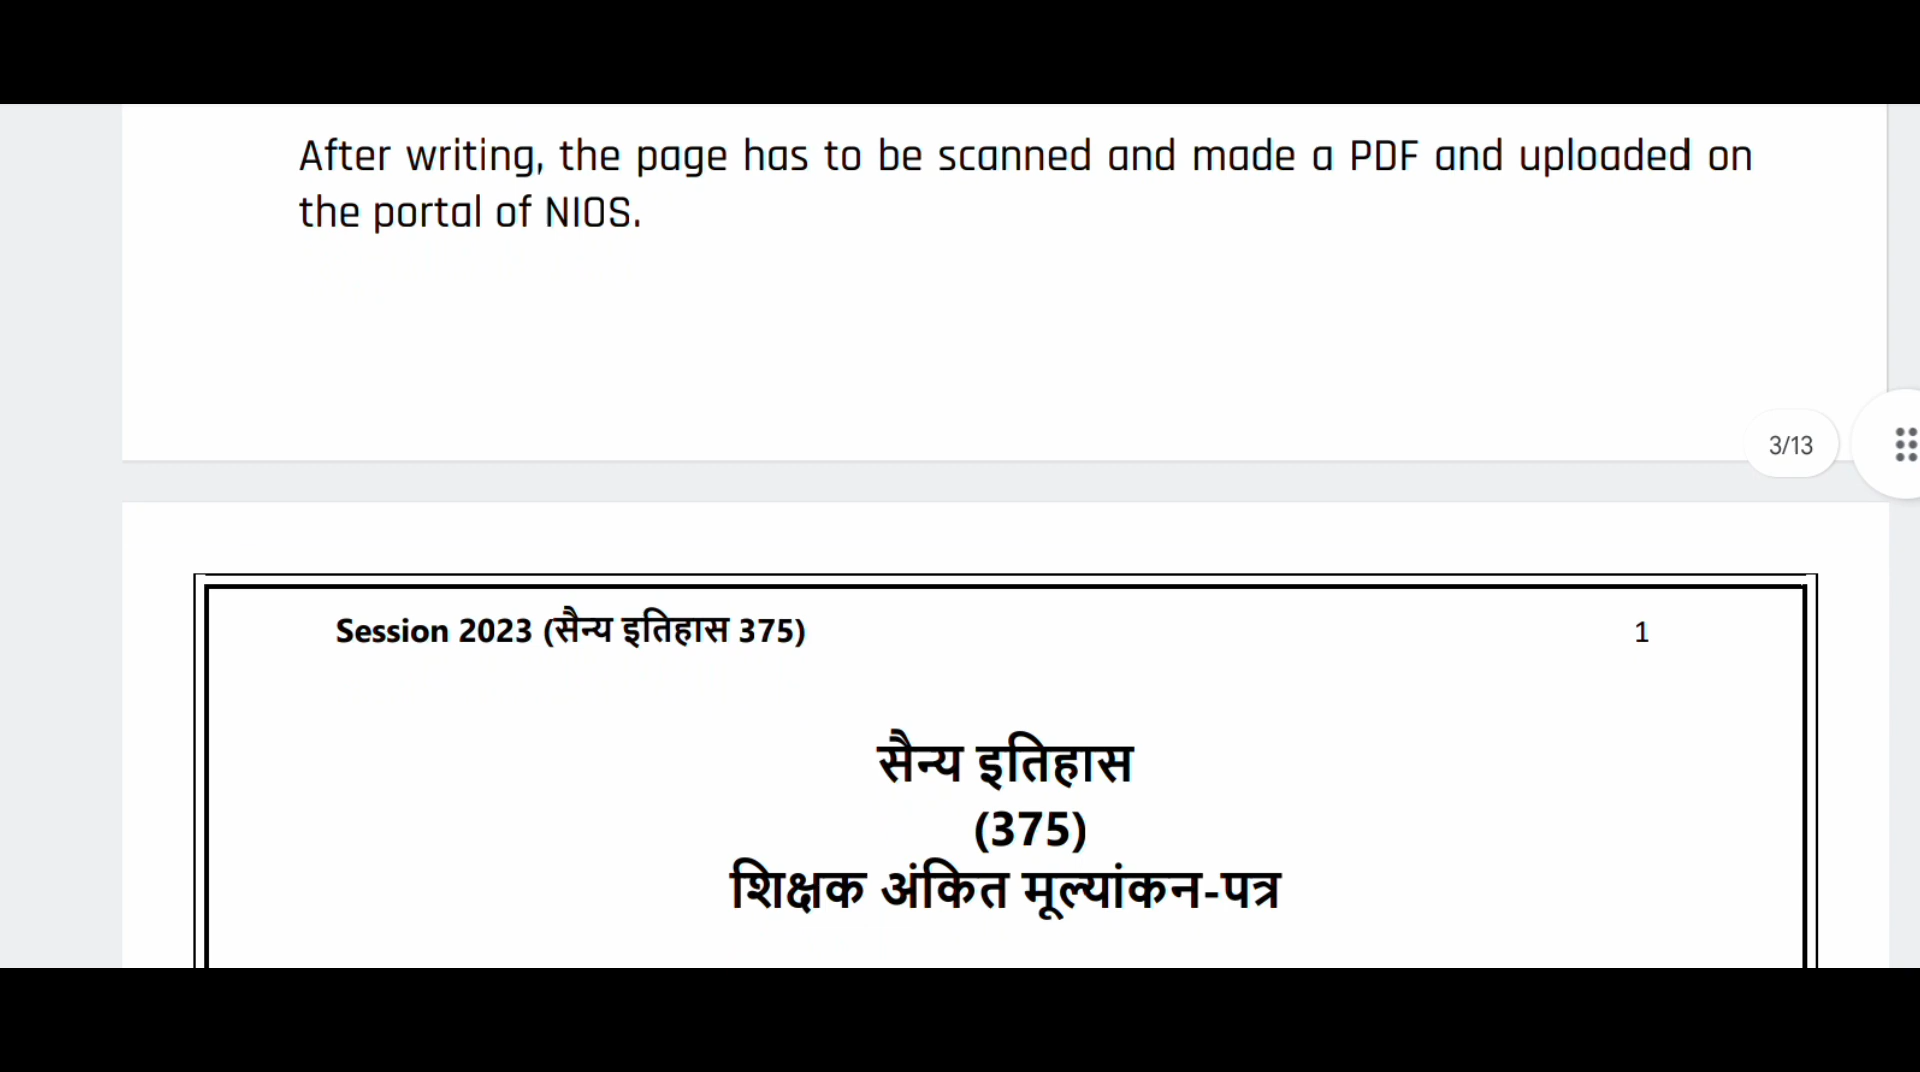 After writing, the page has to be scanned and made a PDF and uploaded on
the portal of NIOS.
3/13
Session 2023 (सैन्य इतिहास 375) 1
सैन्य इतिहास
(375)
शिक्षक अंकित मूल्यांकन-पत्र